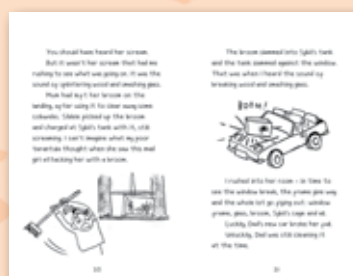 You should have heard her scream.
But it wasn't her scream that had me
rushing to see what was going on. It was the
sound of splintering wood and smashing glass.
Mum had left her broom on the
landing, after using it to clear away some
cobwebs. Sharon picked up the broom
and charged at Sybil's tank with it, still
screaming. I can't imagine what my poor
tarantula thought when she saw this mad
girl attacking her with a broom.
The broom slammed into Sybil's tank
and the tank slammed against the window.
That was when I heard the sound of
breaking wood and smashing glass.
I rushed into her room – in time to
see the window break, the frame give way
and the whole lot go flying out: window
frame, glass, broom, Sybil's cage and all.
Luckily, Dad's new car broke her fall.
Unluckily, Dad was still cleaning it
at the time.